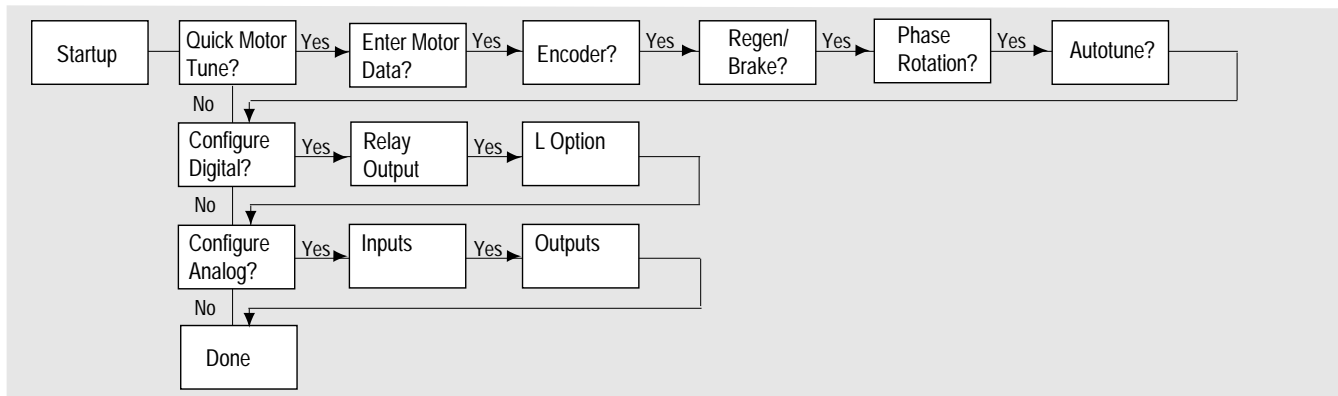 Startup
Quick Motor
Tune?
Yes
Enter Motor
Data?
Yes
Encoder?
Yes
Regen/
Brake?
Yes
Phase
Rotation?
Yes
Autotune?
No
Configure
Digital?
Yes
Relay
Output
Yes
L Option
No
Configure
Analog?
Yes
Inputs
Yes
Outputs
No
Done